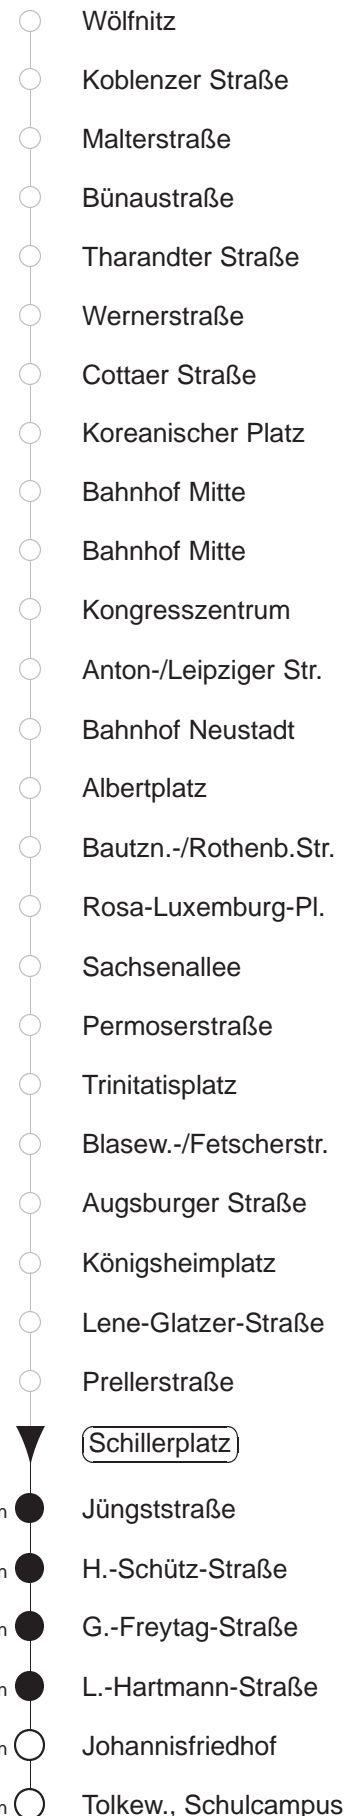 Wölfnitz
Koblenzer Straße
Malterstraße
Bünaustraße
Tharandter Straße
Wernerstraße
Cottaer Straße
Koreanischer Platz
Bahnhof Mitte
Bahnhof Mitte
Kongresszentrum
Anton-/Leipziger Str.
Bahnhof Neustadt
Albertplatz
Bautzn.-/Rothenb.Str.
Rosa-Luxemburg-Pl.
Sachsenallee
Permoserstraße
Trinitatisplatz
Blasew.-/Fetscherstr.
Augsburger Straße
Königsheimplatz
Lene-Glatzer-Straße
Prellerstraße
Schillerplatz
Jüngststraße
H.-Schütz-Straße
G.-Freytag-Straße
L.-Hartmann-Straße
Johannisfriedhof
Tolkew., Schulcampus